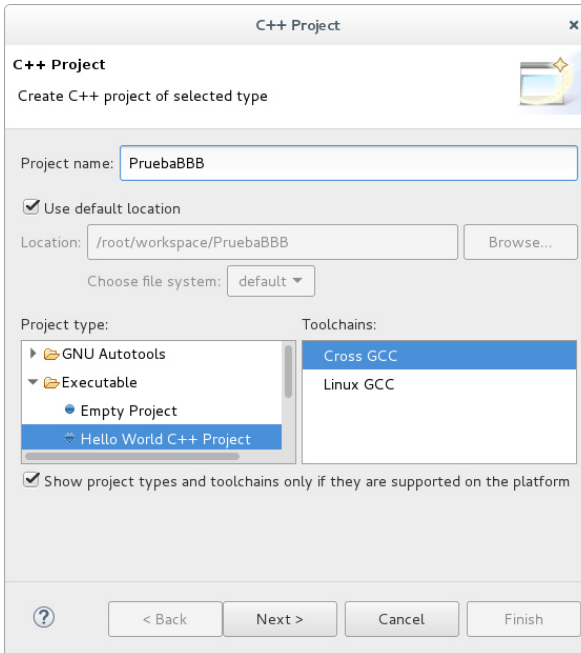 C++ Project
C++ Project
Create C++ project of selected type
Project name: PruebaBBB
Use default location
Location: /root/workspace/PruebaBBB Browse...
Choose file system: default
Project type: Toolchains:
GNU Autotools Cross GCC
Executable Linux GCC
Empty Project
Hello World C++ Project
Show project types and toolchains only if they are supported on the platform
? < Back Next > Cancel Finish